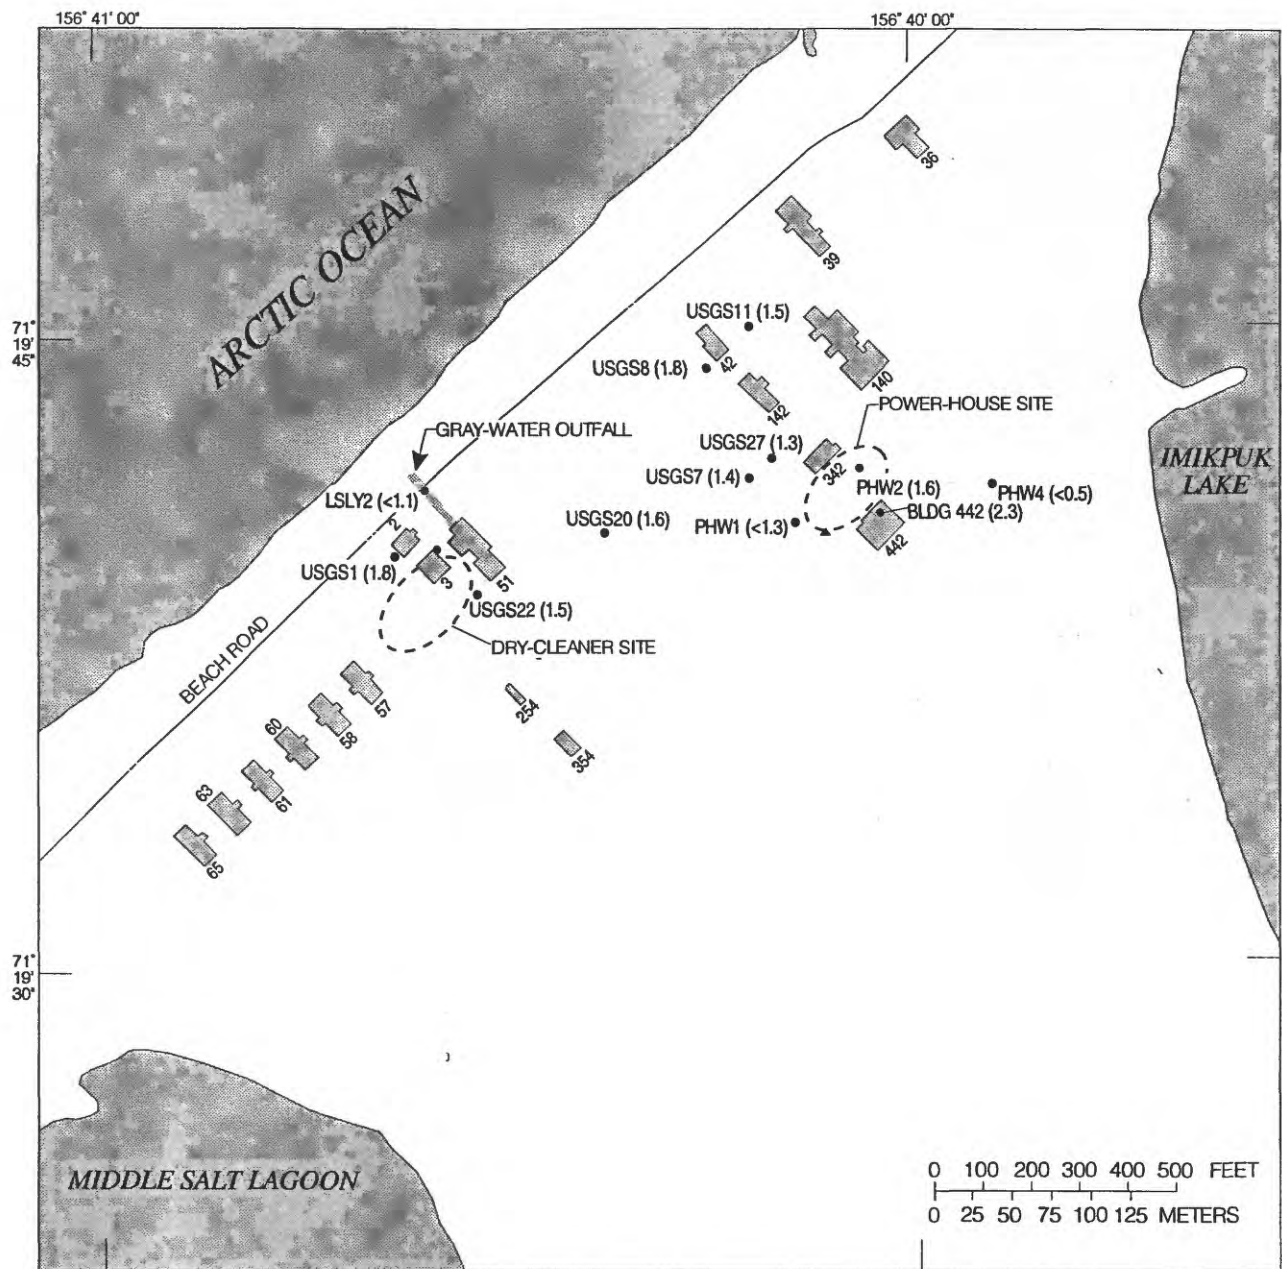 156° 41' 00"
156° 40' 00"
36
39
ARCTIC OCEAN
USGS11 (1.5)
71°
19'
45"
42
USGS8 (1.8)
140
142
POWER-HOUSE SITE
GRAY-WATER OUTFALL
USGS27 (1.3)
342
IMIKPUK
LAKE
USGS7 (1.4)
PHW2 (1.6)
PHW4 (<0.5)
LSLY2 (<1.1)
BLDG 442 (2.3)
USGS20 (1.6)
PHW1 (<1.3)
2
442
USGS1 (1.8)
3
51
USGS22 (1.5)
DRY-CLEANER SITE
BEACH ROAD
57
254
58
60
354
61
63
65
71°
19'
30"
MIDDLE SALT LAGOON
0 100 200 300 400 500 FEET
0 25 50 75 100 125 METERS